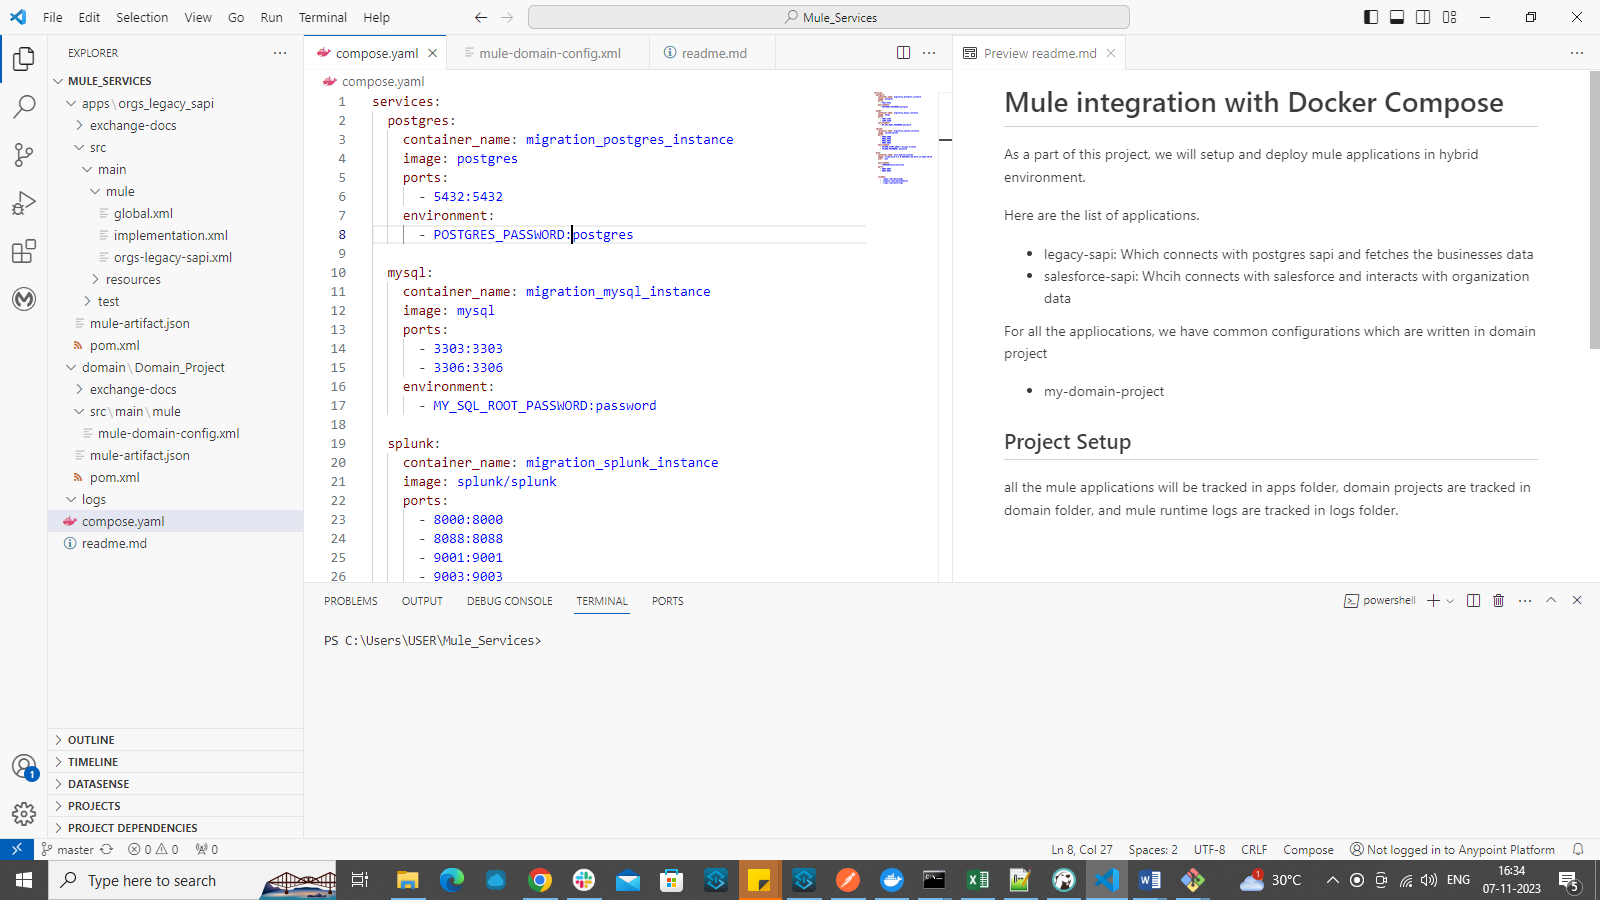 File Edit Selection View Go Run Terminal Help
Mule_Services
EXPLORER
MULE_SERVICES
apps\orgs_legacy_sapi
exchange-docs
src
main
mule
global.xml
implementation.xml
orgs-legacy-sapi.xml
resources
test
mule-artifact.json
pom.xml
domain\Domain_Project
exchange-docs
src\main\mule
mule-domain-config.xml
mule-artifact.json
pom.xml
logs
compose.yaml
readme.md
OUTLINE
TIMELINE
DATASENSE
PROJECTS
PROJECT DEPENDENCIES
compose.yaml mule-domain-config.xml readme.md
compose.yaml
1 services:
2 postgres:
3 container_name: migration_postgres_instance
4 image: postgres
5 ports:
6 - 5432:5432
7 environment:
8 - POSTGRES_PASSWORD:postgres
9
10 mysql:
11 container_name: migration_mysql_instance
12 image: mysql
13 ports:
14 - 3303:3303
15 - 3306:3306
16 environment:
17 - MY_SQL_ROOT_PASSWORD:password
18
19 splunk:
20 container_name: migration_splunk_instance
21 image: splunk/splunk
22 ports:
23 - 8000:8000
24 - 8088:8088
25 - 9001:9001
26 - 9003:9003
Preview readme.md
Mule integration with Docker Compose
As a part of this project, we will setup and deploy mule applications in hybrid
environment.
Here are the list of applications.
• legacy-sapi: Which connects with postgres sapi and fetches the businesses data
• salesforce-sapi: Whcih connects with salesforce and interacts with organization
data
For all the appliocations, we have common configurations which are written in domain
project
• my-domain-project
Project Setup
all the mule applications will be tracked in apps folder, domain projects are tracked in
domain folder, and mule runtime logs are tracked in logs folder.
PROBLEMS OUTPUT DEBUG CONSOLE TERMINAL PORTS
powershell
PS C:\Users\USER\Mule_Services>
1
master 0 0 0
Ln 8, Col 27 Spaces: 2 UTF-8 CRLF Compose Not logged in to Anypoint Platform
Type here to search
1 30°C ENG
16:34
07-11-2023
5